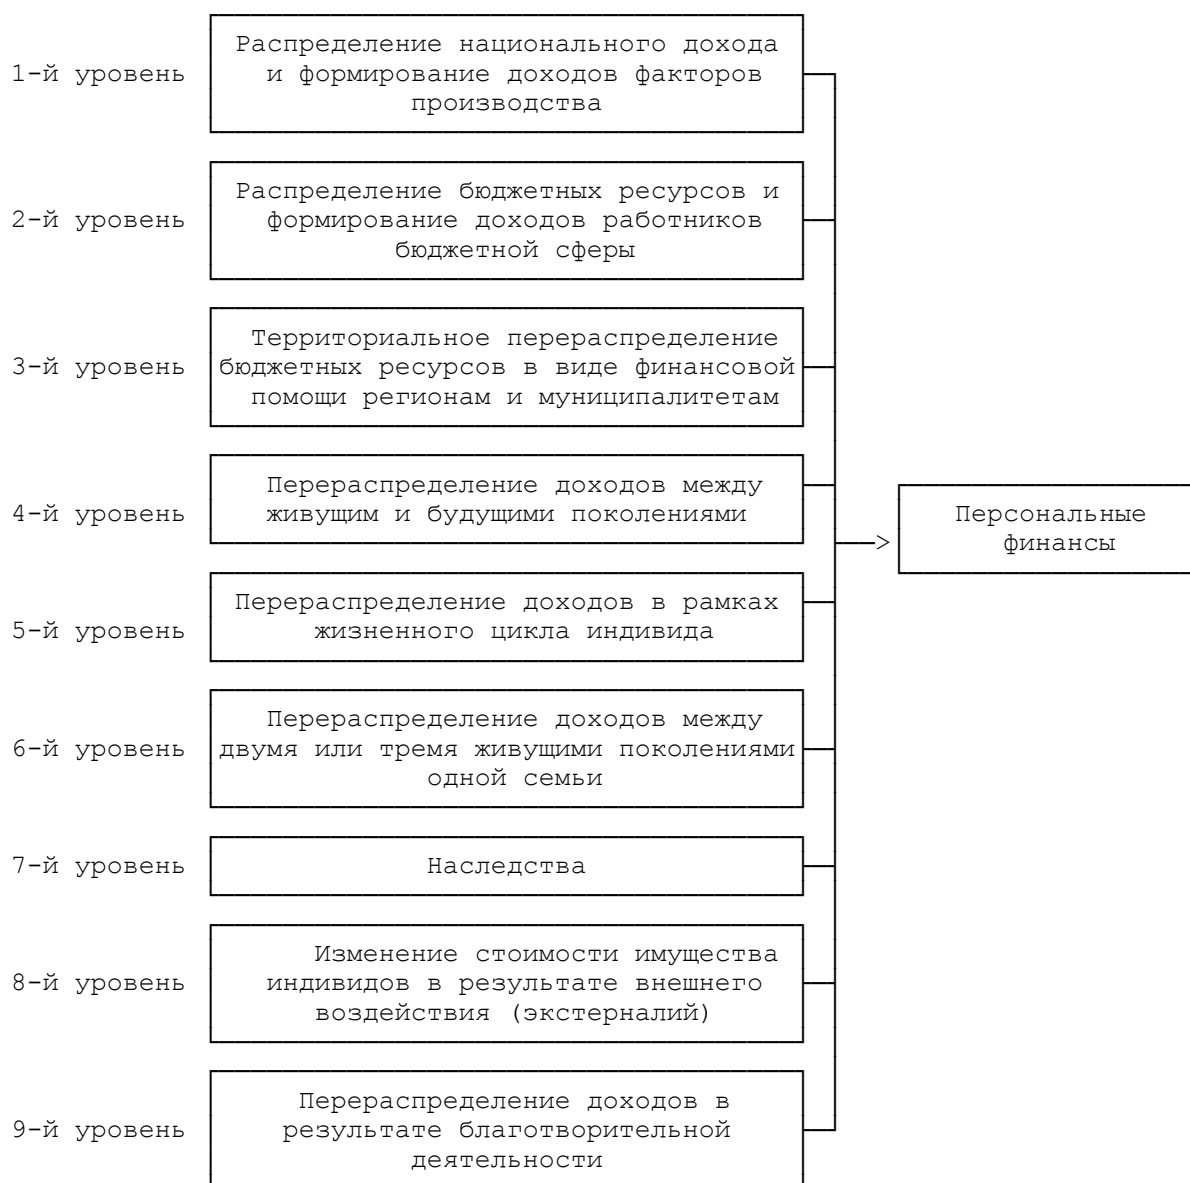 Распределение национального дохода
1-й уровень и формирование доходов факторов
производства
Распределение бюджетных ресурсов и
2-й уровень формирование доходов работников
бюджетной сферы
Территориальное перераспределение
3-й уровень бюджетных ресурсов в виде финансовой
помощи регионам и муниципалитетам
Перераспределение доходов между
4-й уровень живущим и будущими поколениями
Персональные
финансы
Перераспределение доходов в рамках
5-й уровень жизненного цикла индивида
Перераспределение доходов между
6-й уровень двумя или тремя живущими поколениями
одной семьи
7-й уровень Наследства
Изменение стоимости имущества
8-й уровень индивидов в результате внешнего
воздействия (экстерналий)
Перераспределение доходов в
9-й уровень результате благотворительной
деятельности